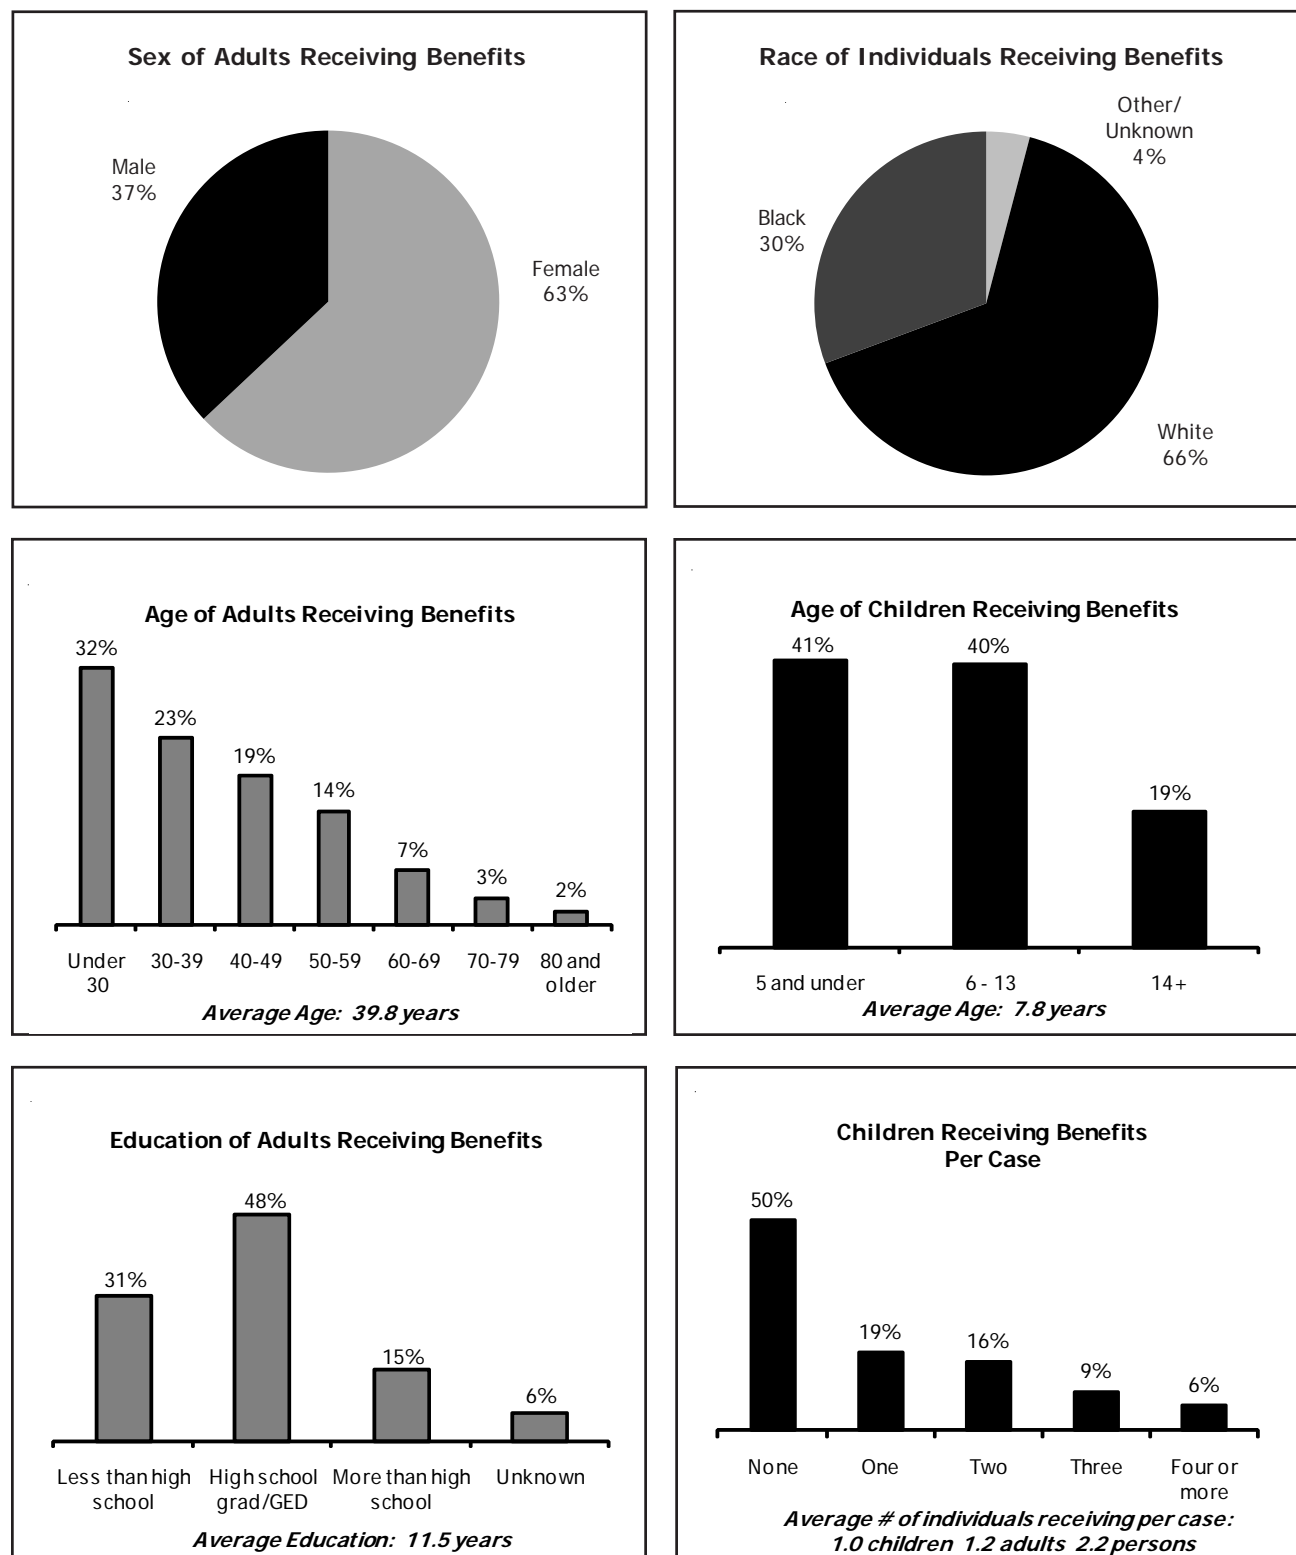 Sex of Adults Receiving Benefits
Male
37%
Female
63%
Race of Individuals Receiving Benefits
Other/
Unknown
4%
Black
30%
White
66%
Age of Adults Receiving Benefits
32%
23%
19%
14%
7%
3%
2%
Under
30
30-39
40-49
50-59
60-69
70-79
80 and
older
Average Age: 39.8 years
Age of Children Receiving Benefits
41%
40%
19%
5 and under
6 - 13
14+
Average Age: 7.8 years
Education of Adults Receiving Benefits
31%
48%
15%
6%
Less than high
school
High school
grad/GED
More than high
school
Unknown
Average Education: 11.5 years
Children Receiving Benefits
Per Case
50%
19%
16%
9%
6%
None
One
Two
Three
Four or
more
Average # of individuals receiving per case:
1.0 children 1.2 adults 2.2 persons